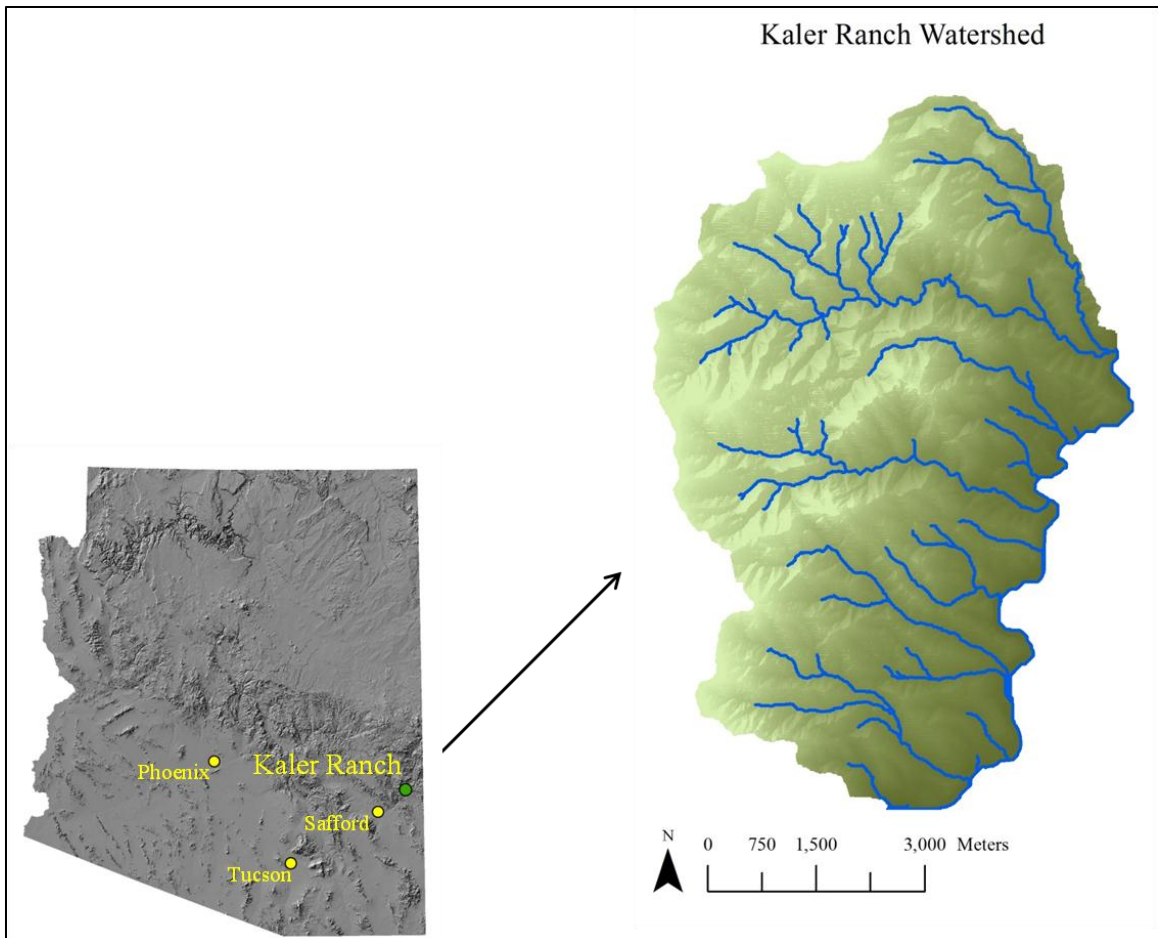 Kaler Ranch Watershed
Phoenix
Kaler Ranch
Safford
Tucson
N
0 750 1,500 3,000 Meters